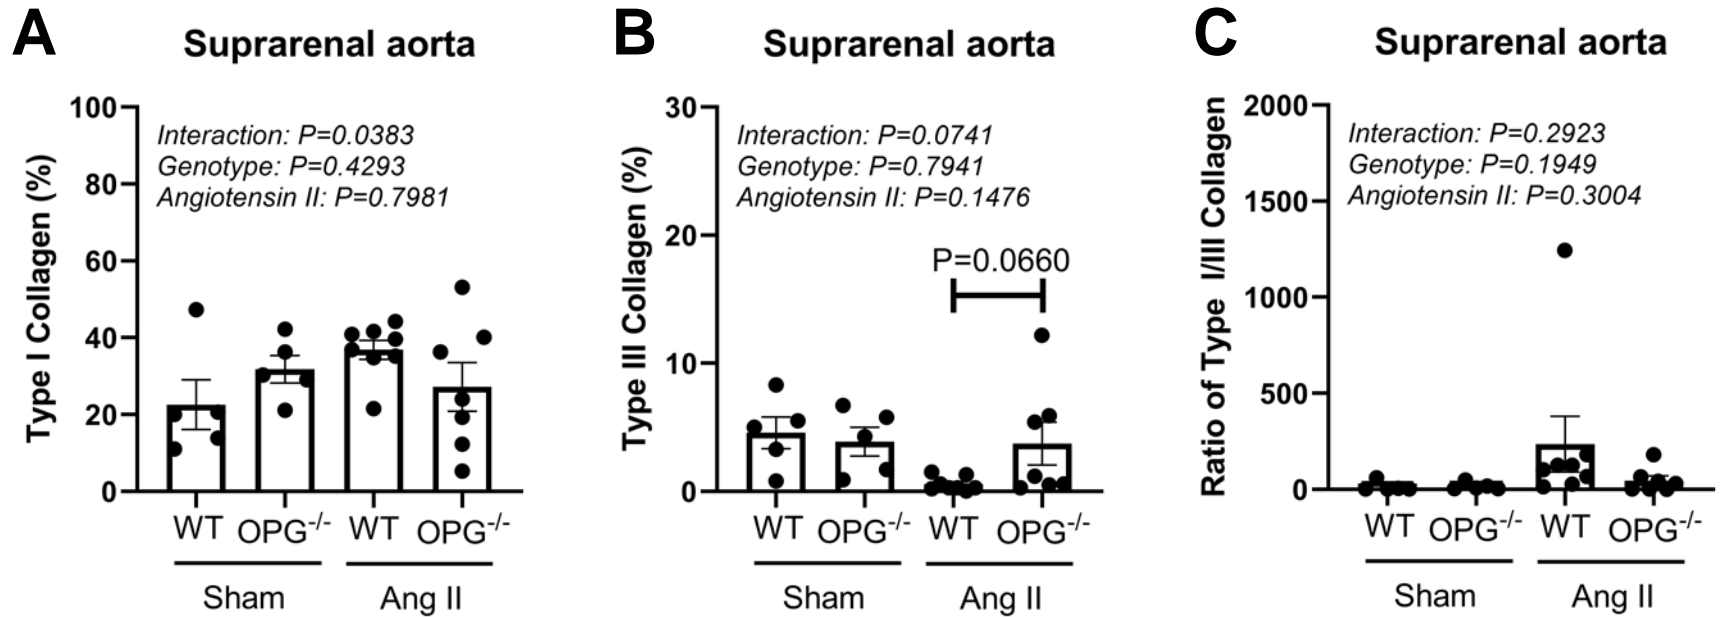 A
Suprarenal aorta
Type I Collagen (%)
100
80
60
40
20
0
Interaction: P=0.0383
Genotype: P=0.4293
Angiotensin II: P=0.7981
WT OPG-/- WT OPG-/-
Sham Ang II
B
Suprarenal aorta
Type III Collagen (%)
30
20
10
0
Interaction: P=0.0741
Genotype: P=0.7941
Angiotensin II: P=0.1476
P=0.0660
WT OPG-/- WT OPG-/-
Sham Ang II
C
Suprarenal aorta
Ratio of Type I/III Collagen
2000
1500
1000
500
0
Interaction: P=0.2923
Genotype: P=0.1949
Angiotensin II: P=0.3004
WT OPG-/- WT OPG-/-
Sham Ang II